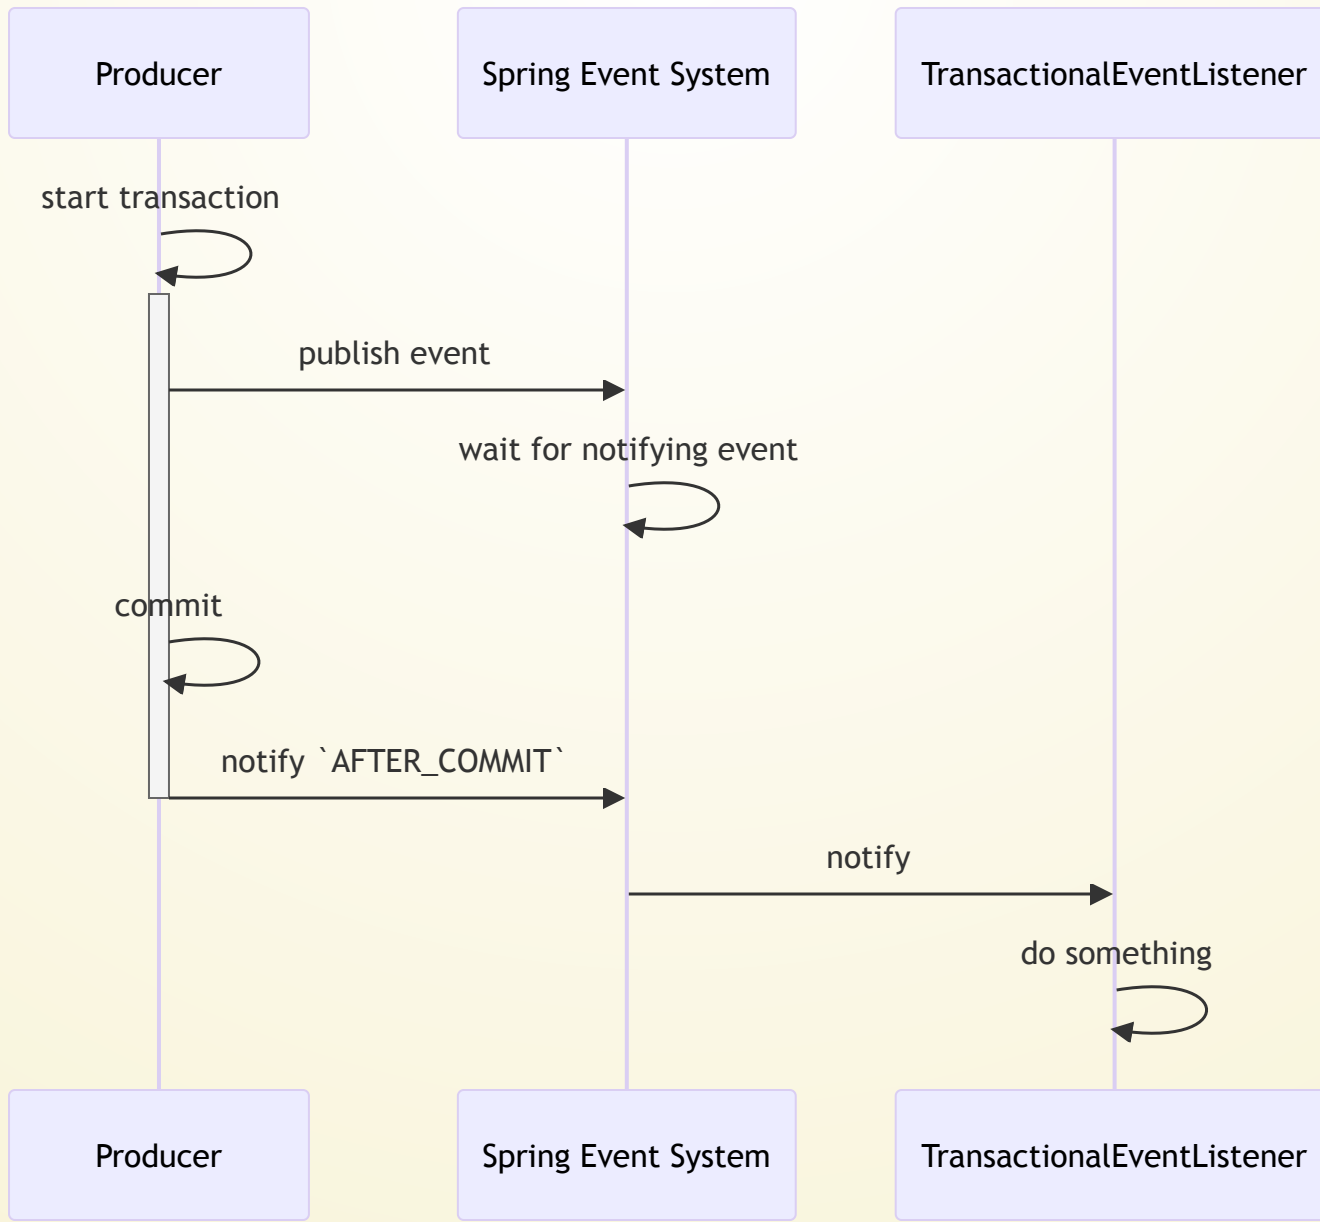 Producer
Spring Event System
TransactionalEventListener
start transaction
publish event
wait for notifying event
commit
notify `AFTER_COMMIT`
notify
do something
Producer
Spring Event System
TransactionalEventListener